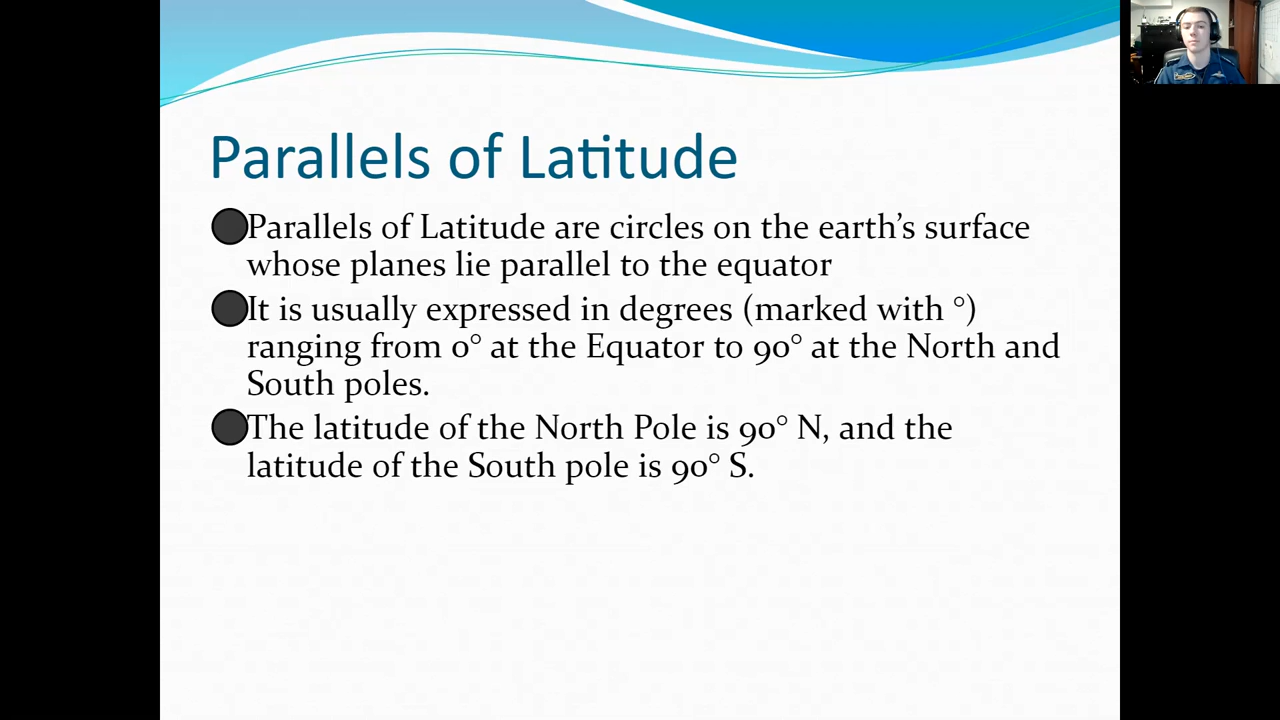 Parallels of Latitude
Parallels of Latitude are circles on the earth’s surface
whose planes lie parallel to the equator
It is usually expressed in degrees (marked with °)
ranging from 0° at the Equator to 90° at the North and
South poles.
The latitude of the North Pole is 90° N, and the
latitude of the South pole is 90° S.